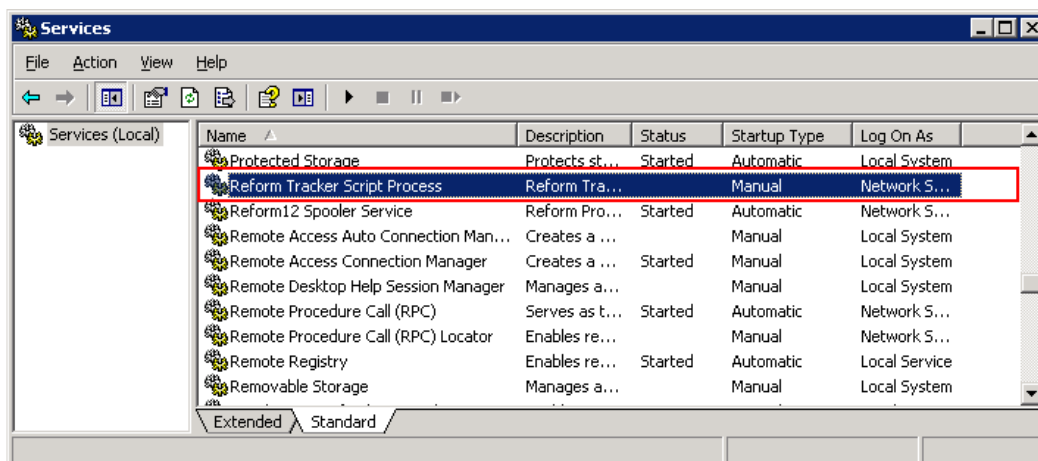 Services
File Action View Help
Services (Local)
Name Description Status Startup Type Log On As
Protected Storage Protects st... Started Automatic Local System
Reform Tracker Script Process Reform Tra... Manual Network S...
Reform12 Spooler Service Reform Pro... Started Automatic Network S...
Remote Access Auto Connection Man... Creates a ... Manual Local System
Remote Access Connection Manager Creates a ... Started Manual Local System
Remote Desktop Help Session Manager Manages a... Manual Local System
Remote Procedure Call (RPC) Serves as t... Started Automatic Network S...
Remote Procedure Call (RPC) Locator Enables re... Manual Network S...
Remote Registry Enables re... Started Automatic Local Service
Removable Storage Manages a... Manual Local System
Extended Standard